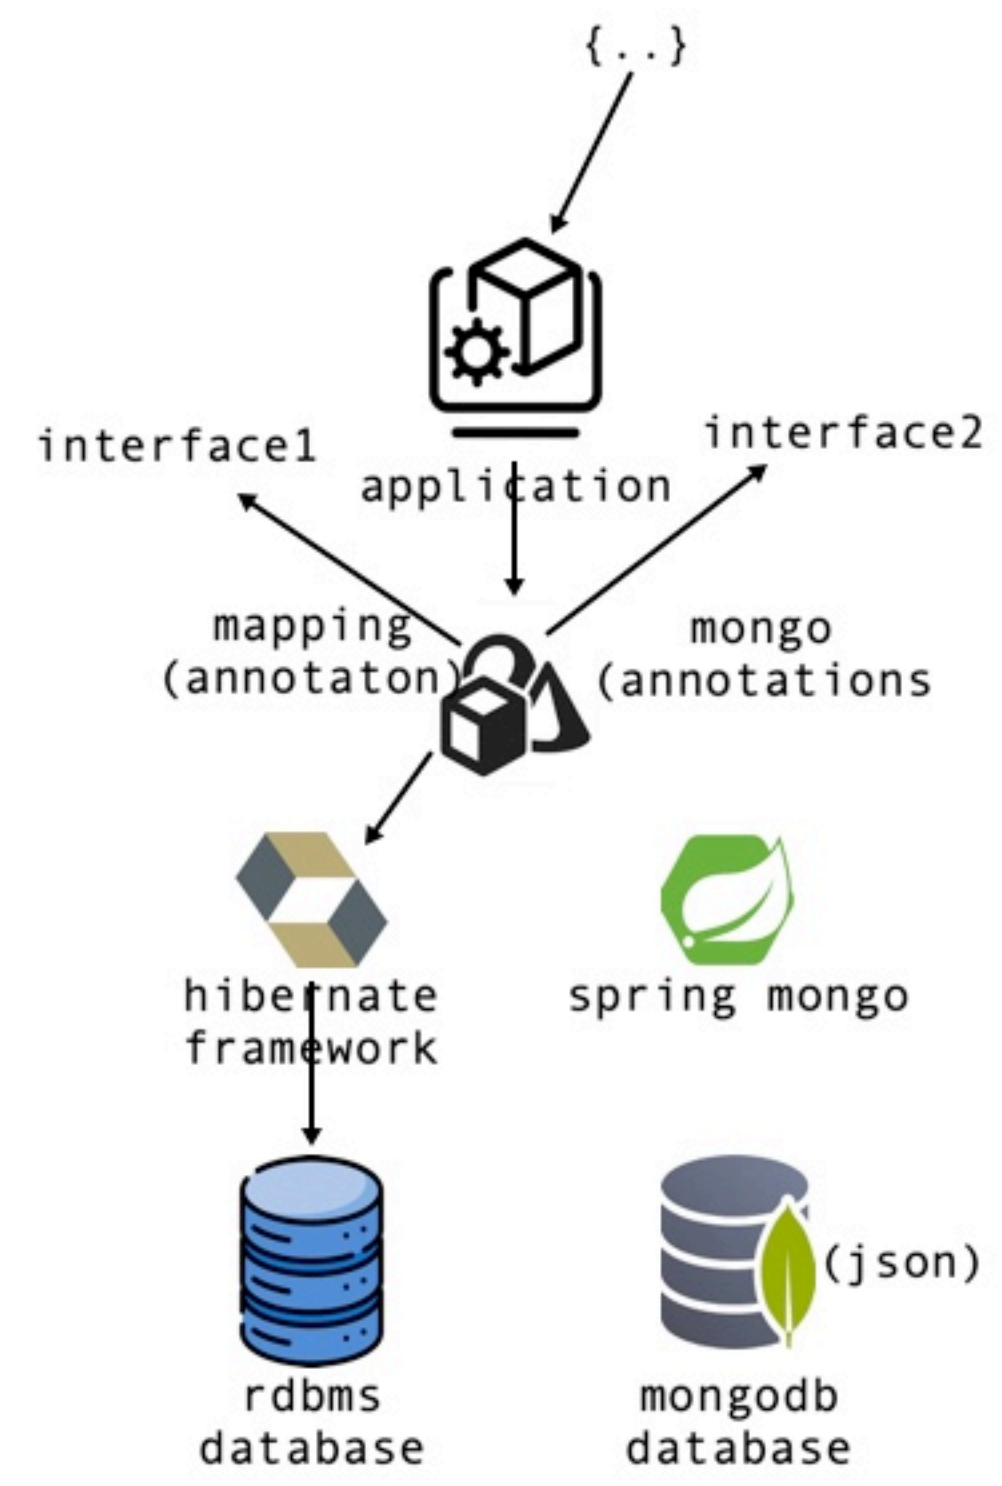 {..}
interface1
interface2
application
mapping
(annotaton)
mongo
(annotations
hibernate
framework
spring mongo
(json)
rdbms
database
mongodb
database